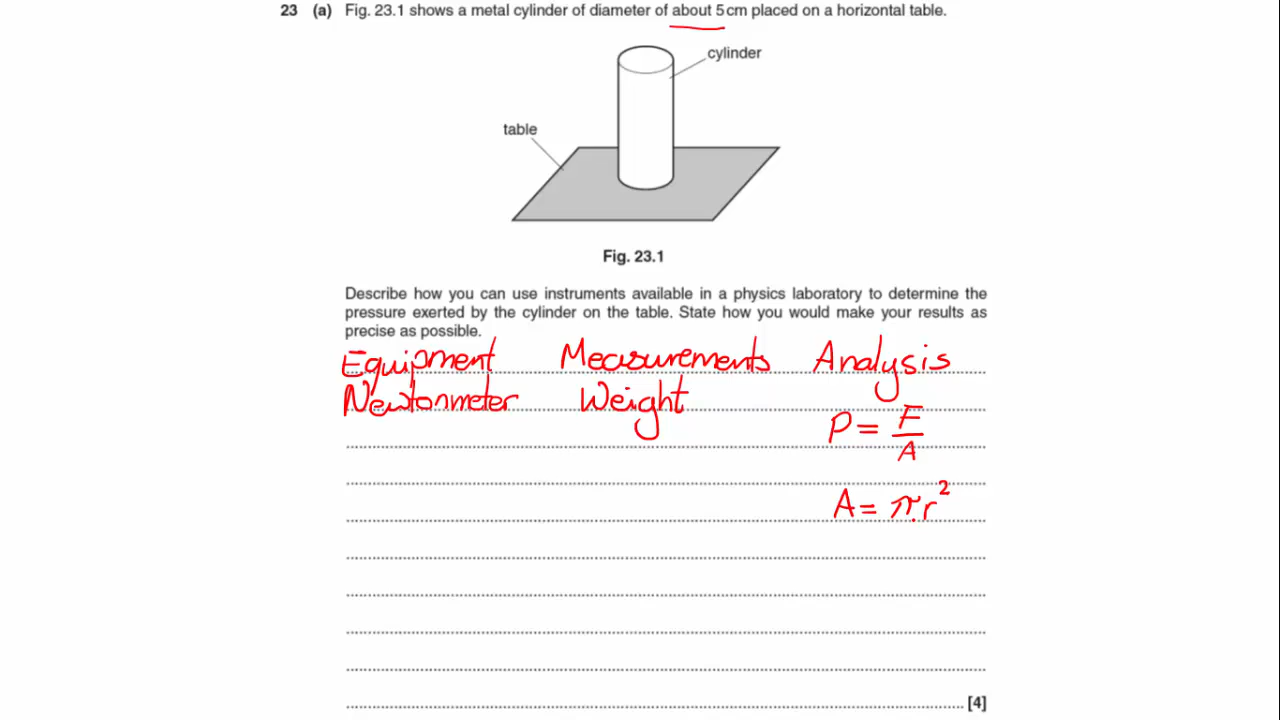 23 (a) Fig. 23.1 shows a metal cylinder of diameter of about 5 cm placed on a horizontal table.
cylinder
table
Fig. 23.1
Describe how you can use instruments available in a physics laboratory to determine the
pressure exerted by the cylinder on the table. State how you would make your results as
precise as possible.
Equipment Measurements Analysis
Newtonmeter Weight
P = F/A
A = πr²
[4]